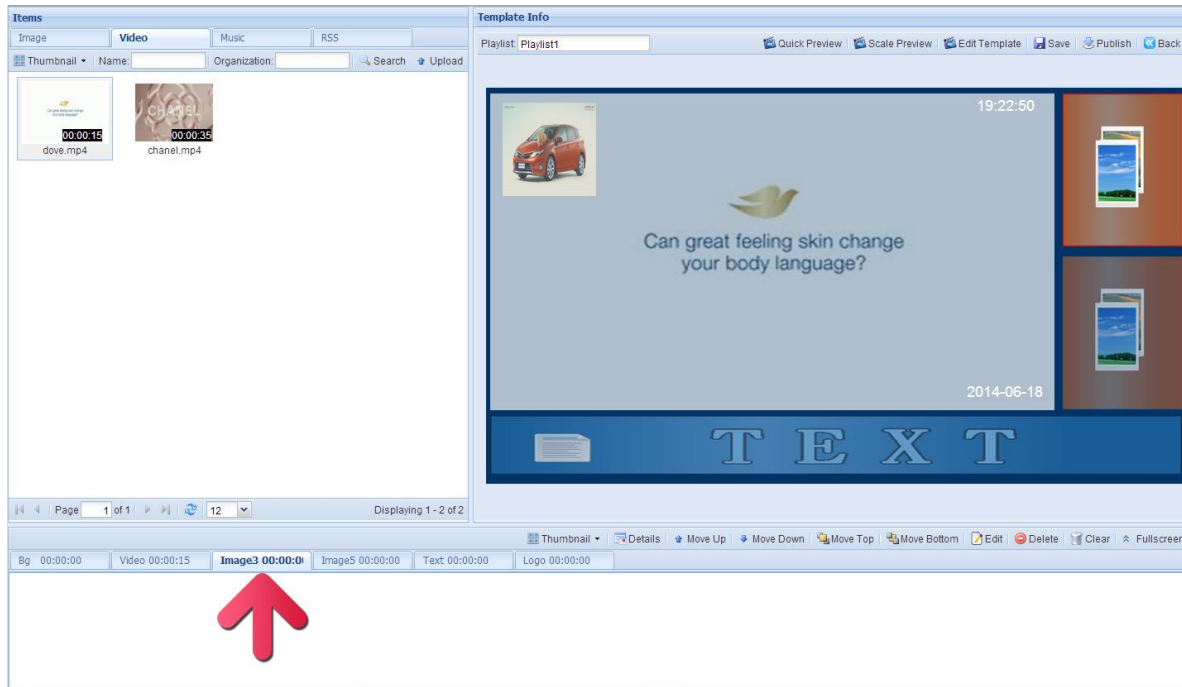 Items
Image Video Music RSS
Thumbnail Name: Organization: Search Upload
00:00:15
dove.mp4
CHANEL
00:00:35
chanel.mp4
Page 1 of 1 12 Displaying 1 - 2 of 2
Template Info
Playlist: Playlist1 Quick Preview Scale Preview Edit Template Save Publish Back
19:22:50
Can great feeling skin change
your body language?
2014-06-18
TEXT
Thumbnail Details Move Up Move Down Move Top Move Bottom Edit Delete Clear Fullscreen
Bg 00:00:00 Video 00:00:15 Image3 00:00:0 Image5 00:00:00 Text 00:00:00 Logo 00:00:00